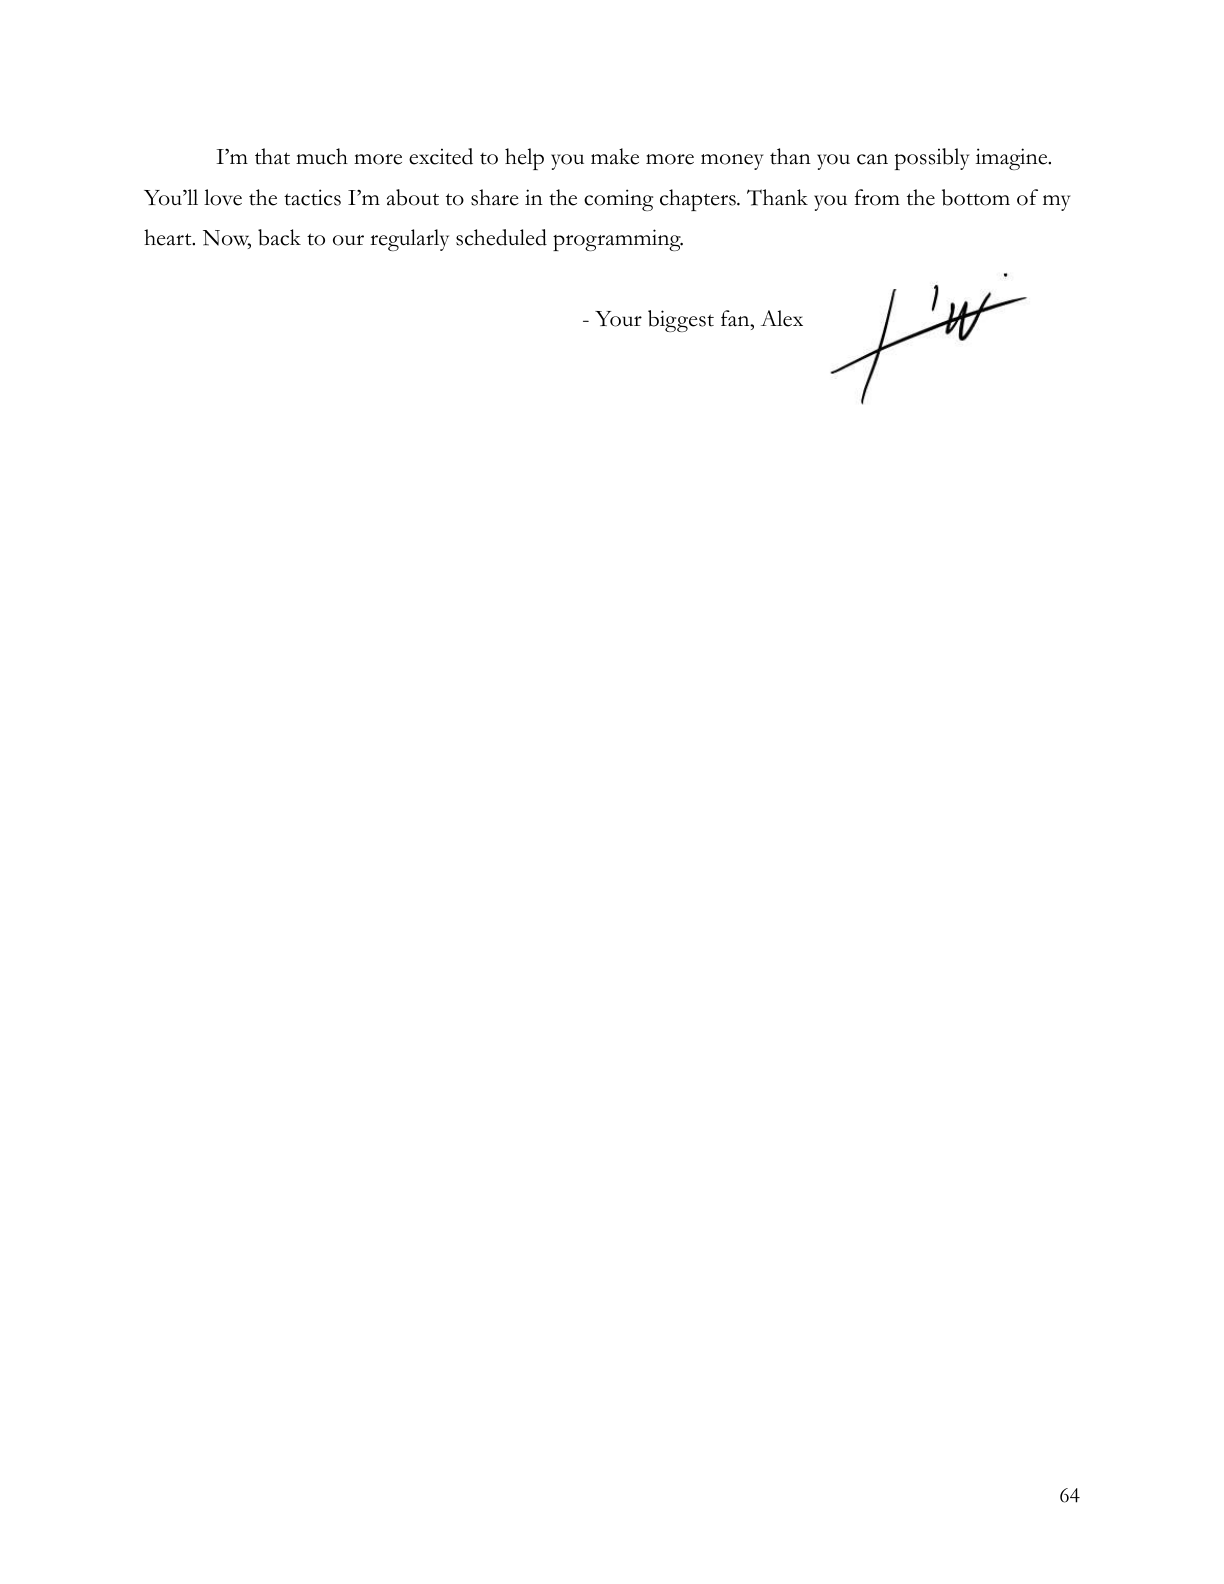 I’m that much more excited to help you make more money than you can possibly imagine.
You’ll love the tactics I’m about to share in the coming chapters. Thank you from the bottom of my
heart. Now, back to our regularly scheduled programming.
- Your biggest fan, Alex
64